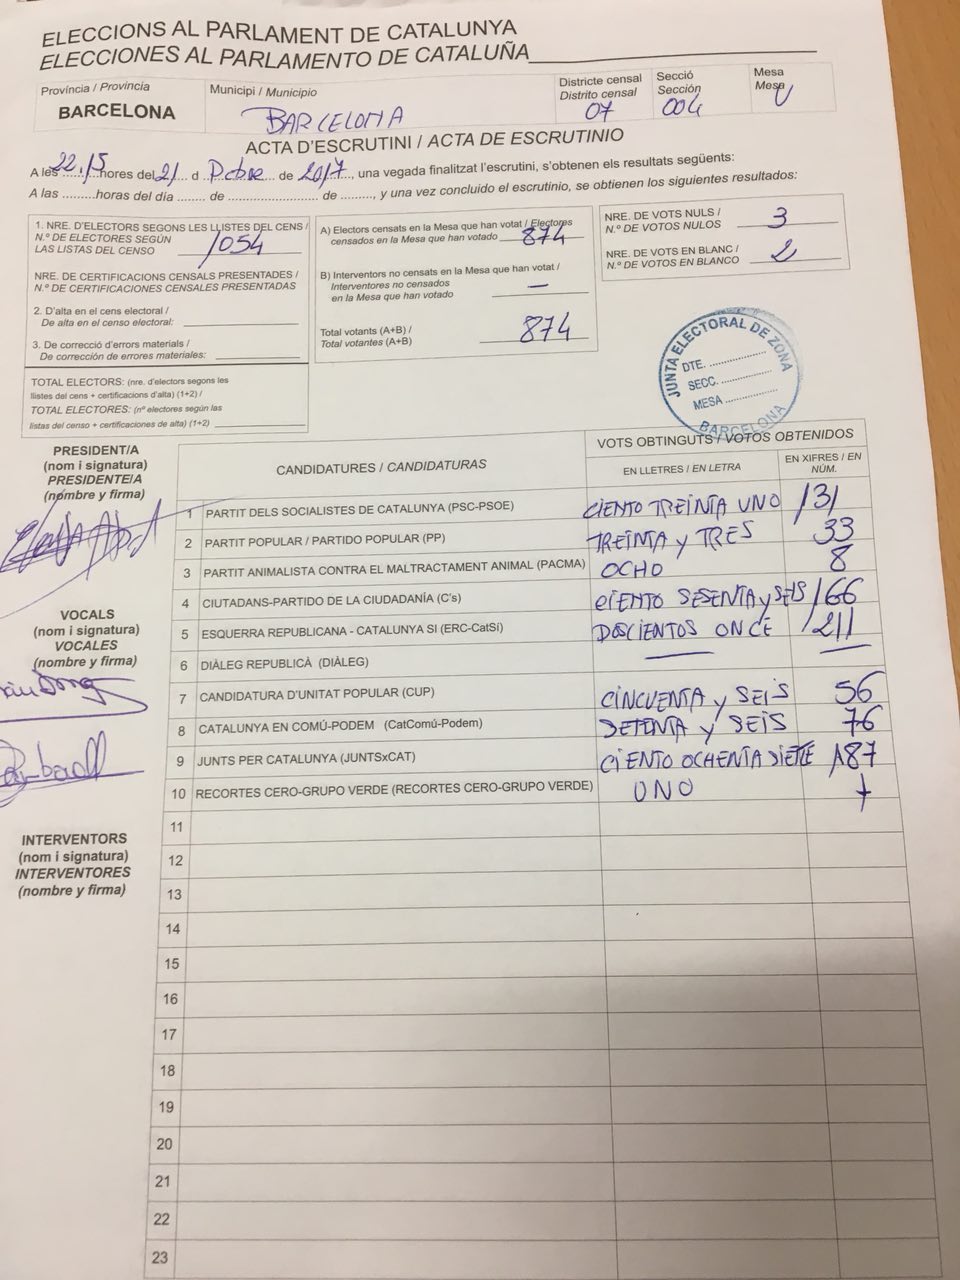 ELECCIONS AL PARLAMENT DE CATALUNYA
ELECCIONES AL PARLAMENTO DE CATALUÑA
Província / Provincia
BARCELONA
Municipi / Municipio
BARCELONA
Districte censal
Distrito censal
07
Secció
Sección
004
Mesa
Mesa
U
ACTA D'ESCRUTINI / ACTA DE ESCRUTINIO
A les 22,15 hores del 21 d de 2017, una vegada finalitzat l'escrutini, s'obtenen els resultats següents:
A las .........horas del día ........ de ........................... de ........., y una vez concluido el escrutinio, se obtienen los siguientes resultados:
1. NRE. D'ELECTORS SEGONS LES LLISTES DEL CENS /
N.º DE ELECTORES SEGÚN
LAS LISTAS DEL CENSO 1054
NRE. DE CERTIFICACIONS CENSALS PRESENTADES /
N.º DE CERTIFICACIONES CENSALES PRESENTADAS
2. D'alta en el cens electoral /
De alta en el censo electoral:
3. De correcció d'errors materials /
De corrección de errores materiales:
TOTAL ELECTORS: (nre. d'electors segons les
llistes del cens + certificacions d'alta) (1+2) /
TOTAL ELECTORES: (nº electores según las
listas del censo + certificaciones de alta) (1+2)
A) Electors censats en la Mesa que han votat / Electores
censados en la Mesa que han votado 874
B) Interventors no censats en la Mesa que han votat /
Interventores no censados
en la Mesa que han votado —
Total votants (A+B) /
Total votantes (A+B) 874
NRE. DE VOTS NULS /
N.º DE VOTOS NULOS 3
NRE. DE VOTS EN BLANC /
N.º DE VOTOS EN BLANCO 2
JUNTA ELECTORAL DE ZONA
DTE. ...............
SECC. ...............
MESA ...............
BARCELONA
PRESIDENT/A
(nom i signatura)
PRESIDENTE/A
(nombre y firma)
VOCALS
(nom i signatura)
VOCALES
(nombre y firma)
INTERVENTORS
(nom i signatura)
INTERVENTORES
(nombre y firma)
CANDIDATURES / CANDIDATURAS
VOTS OBTINGUTS / VOTOS OBTENIDOS
EN LLETRES / EN LETRA
EN XIFRES / EN NÚM.
1 PARTIT DELS SOCIALISTES DE CATALUNYA (PSC-PSOE) CIENTO TREINTA UNO 131
2 PARTIT POPULAR / PARTIDO POPULAR (PP) TREINTA y TRES 33
3 PARTIT ANIMALISTA CONTRA EL MALTRACTAMENT ANIMAL (PACMA) OCHO 8
4 CIUTADANS-PARTIDO DE LA CIUDADANÍA (C's) CIENTO SESENTA y SEIS 166
5 ESQUERRA REPUBLICANA - CATALUNYA SI (ERC-CatSí) DOSCIENTOS ONCE 211
6 DIÀLEG REPUBLICÀ (DIÀLEG) — —
7 CANDIDATURA D'UNITAT POPULAR (CUP) CINCUENTA y SEIS 56
8 CATALUNYA EN COMÚ-PODEM (CatComú-Podem) SETENTA y SEIS 76
9 JUNTS PER CATALUNYA (JUNTSxCAT) CIENTO OCHENTA SIETE 187
10 RECORTES CERO-GRUPO VERDE (RECORTES CERO-GRUPO VERDE) UNO 1
11
12
13
14
15
16
17
18
19
20
21
22
23